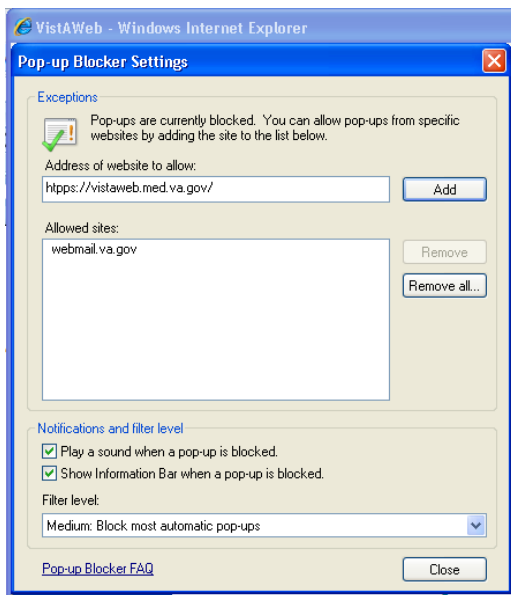 VistAWeb - Windows Internet Explorer
Pop-up Blocker Settings
Exceptions
Pop-ups are currently blocked. You can allow pop-ups from specific
websites by adding the site to the list below.
Address of website to allow:
htpps://vistaweb.med.va.gov/
Add
Allowed sites:
webmail.va.gov
Remove
Remove all...
Notifications and filter level
Play a sound when a pop-up is blocked.
Show Information Bar when a pop-up is blocked.
Filter level:
Medium: Block most automatic pop-ups
Pop-up Blocker FAQ
Close